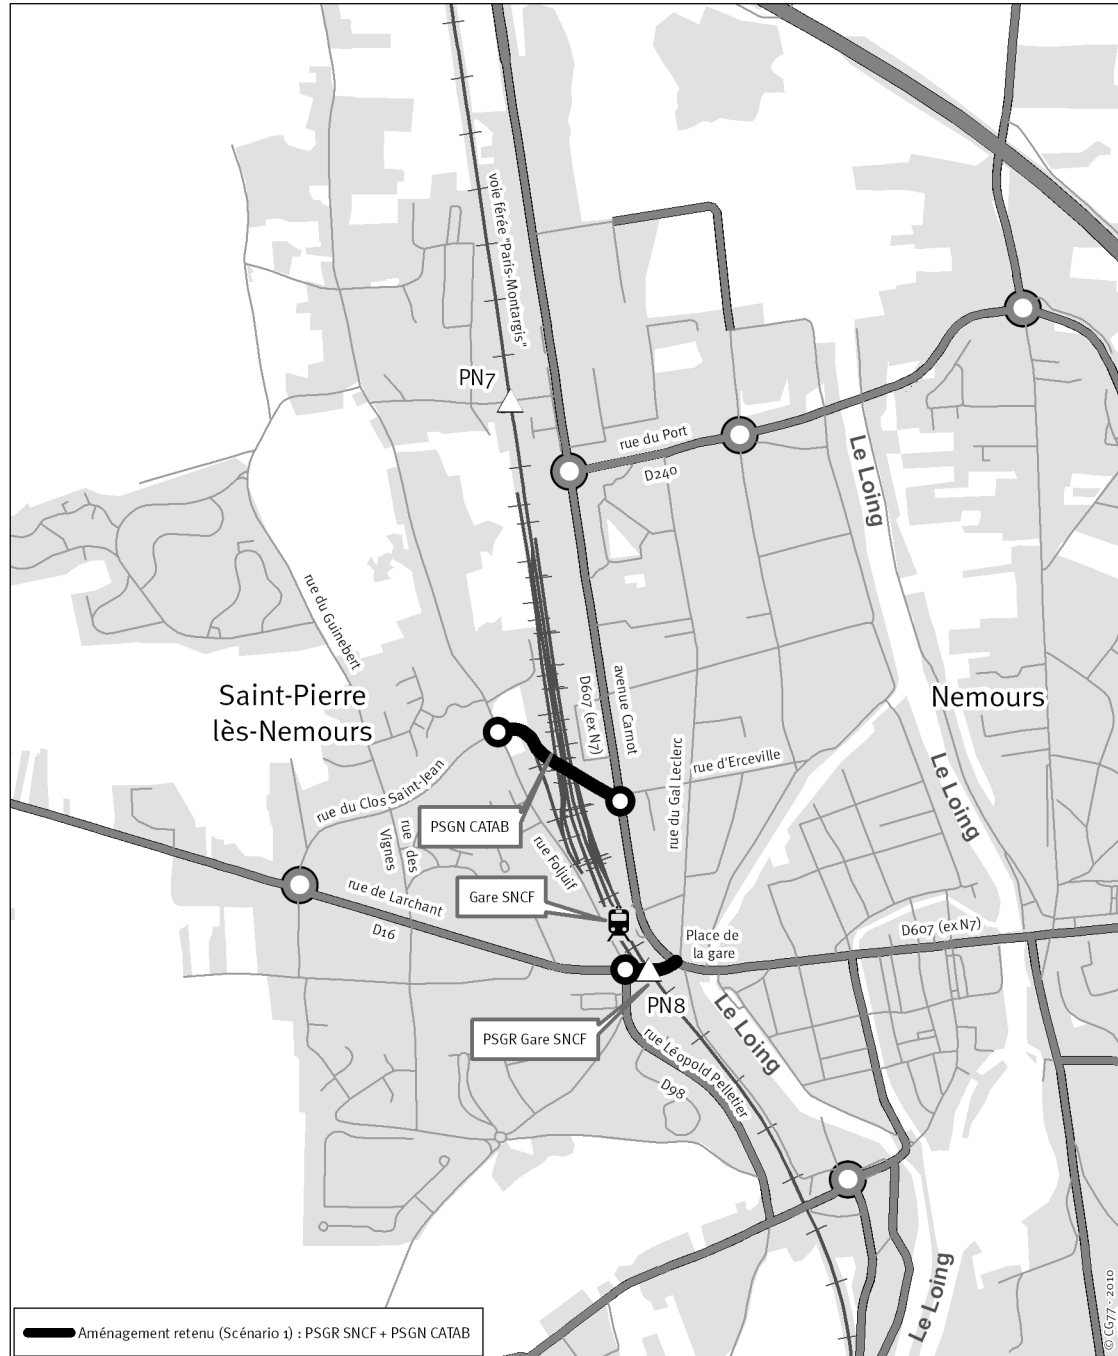 voie férée "Paris-Montargis"
PN7
rue du Port
D240
Le Loing
rue du Guinebert
Saint-Pierre
lès-Nemours
D607 (ex N7)
avenue Carnot
Nemours
rue du Gal Leclerc
rue d'Erceville
Le Loing
rue du Clos Saint-Jean
PSGN CATAB
rue des
Vignes
rue Foljuif
Gare SNCF
rue de Larchant
D16
Place de
la gare
D607 (ex N7)
PN8
Le Loing
PSGR Gare SNCF
rue Léopold Pelletier
D98
Le Loing
Aménagement retenu (Scénario 1) : PSGR SNCF + PSGN CATAB
© CG77 - 2010